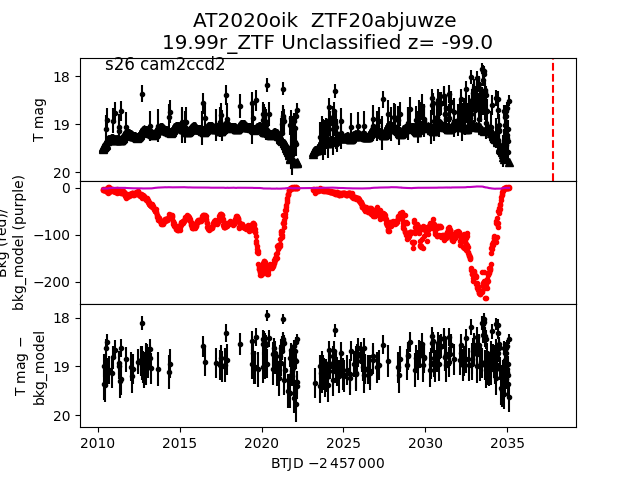 AT2020oik  ZTF20abjuwze
19.99r_ZTF Unclassified z= -99.0
s26 cam2ccd2
18
19
20
T mag
0
−100
−200
Bkg (red)/
bkg_model (purple)
18
19
20
T mag −
bkg_model
2010
2015
2020
2025
2030
2035
BTJD −2 457 000